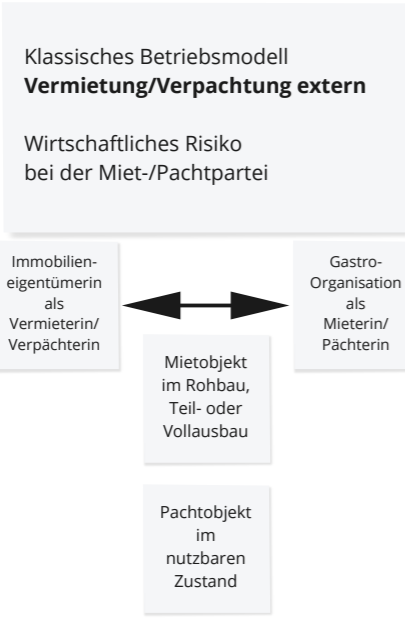 Klassisches Betriebsmodell
Vermietung/Verpachtung extern
Wirtschaftliches Risiko
bei der Miet-/Pachtpartei
Immobilien-
eigentümerin
als
Vermieterin/
Verpächterin
Gastro-
Organisation
als
Mieterin/
Pächterin
Mietobjekt
im Rohbau,
Teil- oder
Vollausbau
Pachtobjekt
im
nutzbaren
Zustand